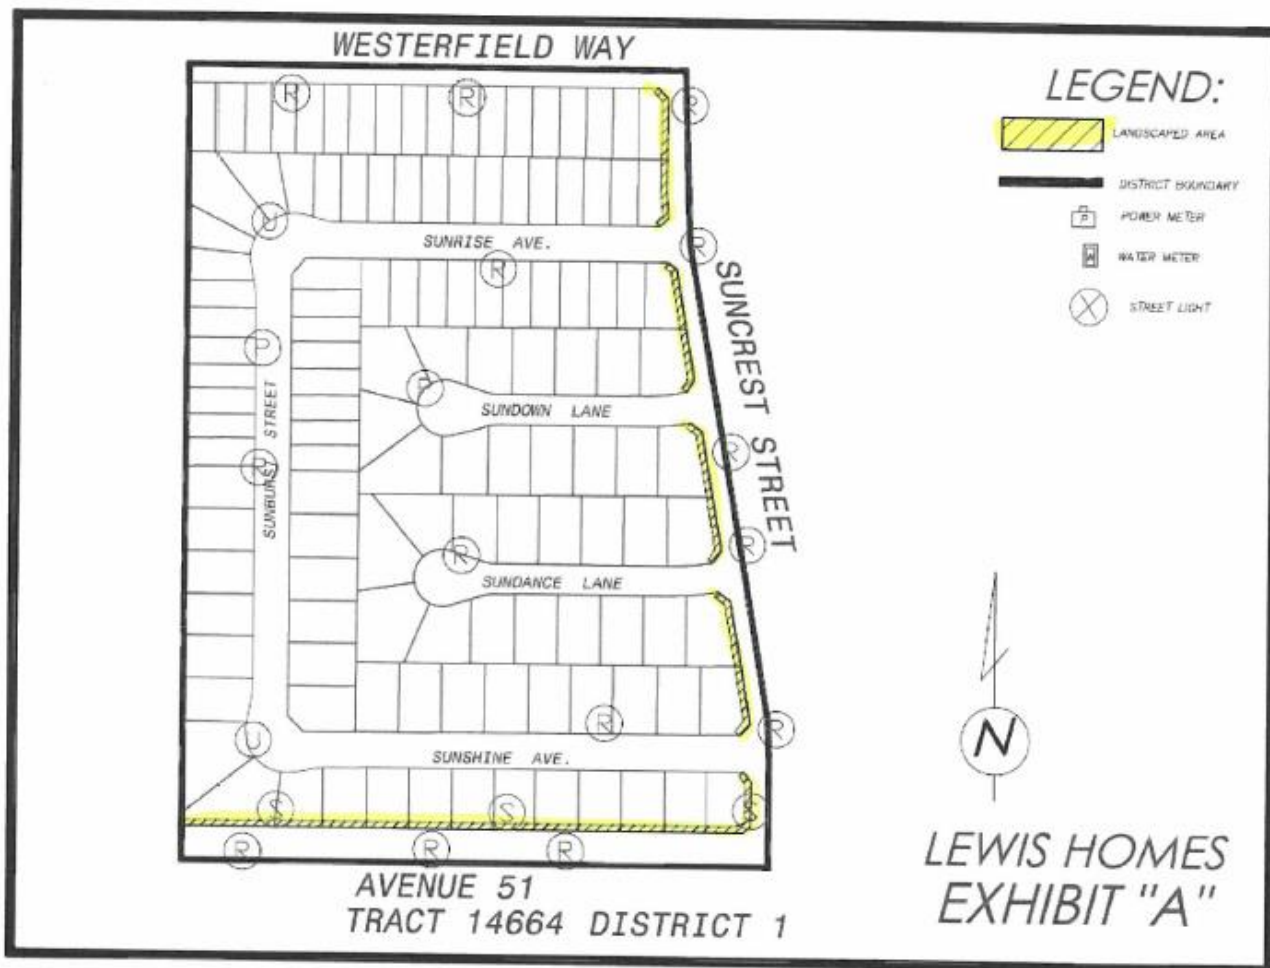 WESTERFIELD WAY
LEGEND:
LANDSCAPED AREA
DISTRICT BOUNDARY
P POWER METER
W WATER METER
X STREET LIGHT
R
R
R
U
SUNRISE AVE.
R
R
SUNCREST STREET
P
SUNDOWN LANE
SUNBURST STREET
R
R
R
R
SUNDANCE LANE
R
R
U
SUNSHINE AVE.
N
S
S
S
R
R
R
AVENUE 51
TRACT 14664 DISTRICT 1
LEWIS HOMES
EXHIBIT "A"